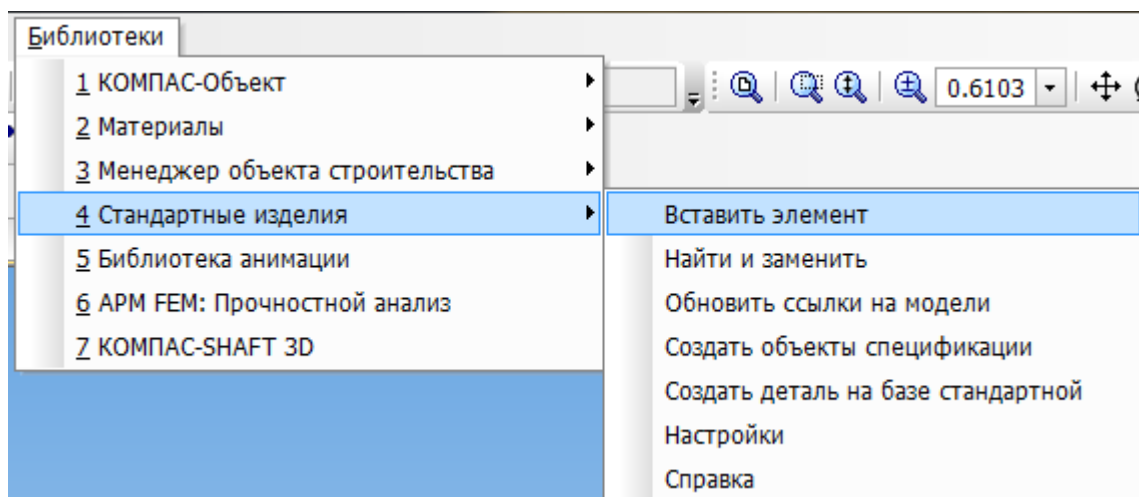 Библиотеки
1 КОМПАС-Объект
0.6103
2 Материалы
3 Менеджер объекта строительства
4 Стандартные изделия
Вставить элемент
5 Библиотека анимации
Найти и заменить
6 APM FEM: Прочностной анализ
Обновить ссылки на модели
7 КОМПАС-SHAFT 3D
Создать объекты спецификации
Создать деталь на базе стандартной
Настройки
Справка